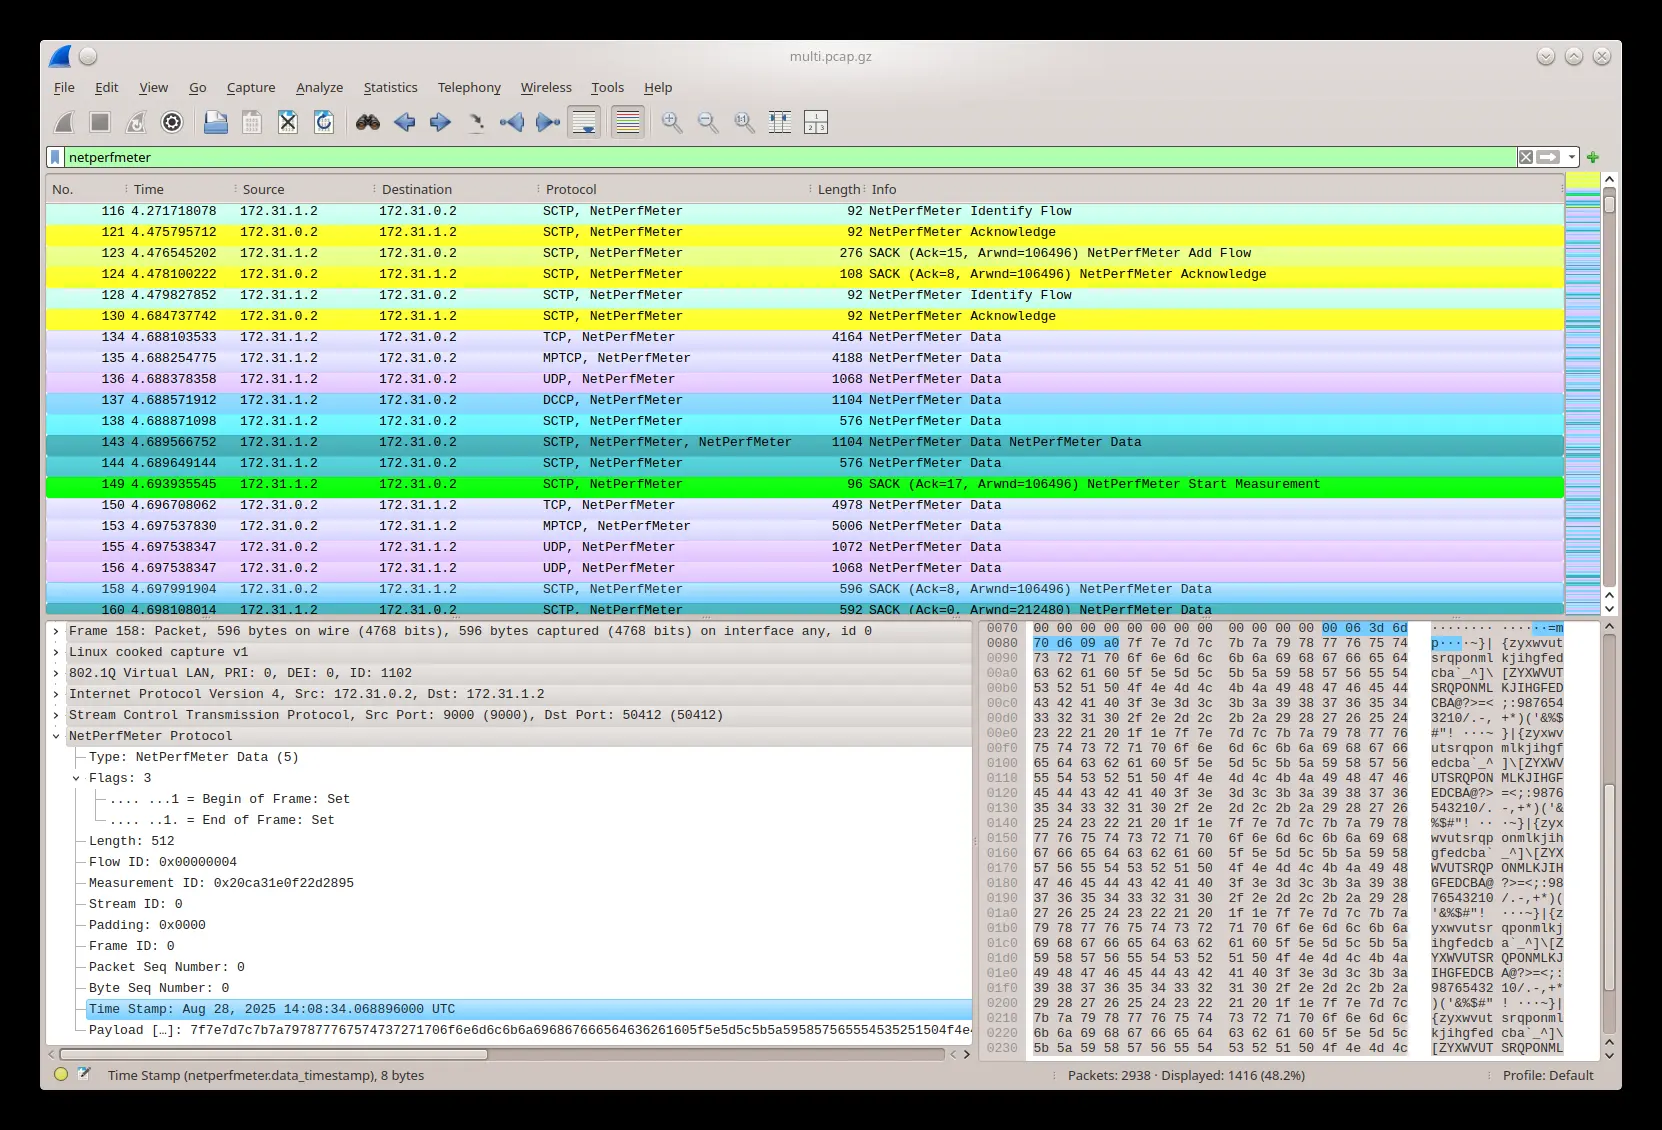 multi.pcap.gz
File Edit View Go Capture Analyze Statistics Telephony Wireless Tools Help
netperfmeter
No. Time Source Destination Protocol Length Info
116 4.271718078 172.31.1.2 172.31.0.2 SCTP, NetPerfMeter 92 NetPerfMeter Identify Flow
121 4.475795712 172.31.0.2 172.31.1.2 SCTP, NetPerfMeter 92 NetPerfMeter Acknowledge
123 4.476545202 172.31.1.2 172.31.0.2 SCTP, NetPerfMeter 276 SACK (Ack=15, Arwnd=106496) NetPerfMeter Add Flow
124 4.478100222 172.31.0.2 172.31.1.2 SCTP, NetPerfMeter 108 SACK (Ack=8, Arwnd=106496) NetPerfMeter Acknowledge
128 4.479827852 172.31.1.2 172.31.0.2 SCTP, NetPerfMeter 92 NetPerfMeter Identify Flow
130 4.684737742 172.31.0.2 172.31.1.2 SCTP, NetPerfMeter 92 NetPerfMeter Acknowledge
134 4.688103533 172.31.1.2 172.31.0.2 TCP, NetPerfMeter 4164 NetPerfMeter Data
135 4.688254775 172.31.1.2 172.31.0.2 MPTCP, NetPerfMeter 4188 NetPerfMeter Data
136 4.688378358 172.31.1.2 172.31.0.2 UDP, NetPerfMeter 1068 NetPerfMeter Data
137 4.688571912 172.31.1.2 172.31.0.2 DCCP, NetPerfMeter 1104 NetPerfMeter Data
138 4.688871098 172.31.1.2 172.31.0.2 SCTP, NetPerfMeter 576 NetPerfMeter Data
143 4.689566752 172.31.1.2 172.31.0.2 SCTP, NetPerfMeter, NetPerfMeter 1104 NetPerfMeter Data NetPerfMeter Data
144 4.689649144 172.31.1.2 172.31.0.2 SCTP, NetPerfMeter 576 NetPerfMeter Data
149 4.693935545 172.31.1.2 172.31.0.2 SCTP, NetPerfMeter 96 SACK (Ack=17, Arwnd=106496) NetPerfMeter Start Measurement
150 4.696708062 172.31.0.2 172.31.1.2 TCP, NetPerfMeter 4978 NetPerfMeter Data
153 4.697537830 172.31.0.2 172.31.1.2 MPTCP, NetPerfMeter 5006 NetPerfMeter Data
155 4.697538347 172.31.0.2 172.31.1.2 UDP, NetPerfMeter 1072 NetPerfMeter Data
156 4.697538347 172.31.0.2 172.31.1.2 UDP, NetPerfMeter 1068 NetPerfMeter Data
158 4.697991904 172.31.0.2 172.31.1.2 SCTP, NetPerfMeter 596 SACK (Ack=8, Arwnd=106496) NetPerfMeter Data
160 4.698108014 172.31.1.2 172.31.0.2 SCTP, NetPerfMeter 592 SACK (Ack=0, Arwnd=212480) NetPerfMeter Data
Frame 158: Packet, 596 bytes on wire (4768 bits), 596 bytes captured (4768 bits) on interface any, id 0
Linux cooked capture v1
802.1Q Virtual LAN, PRI: 0, DEI: 0, ID: 1102
Internet Protocol Version 4, Src: 172.31.0.2, Dst: 172.31.1.2
Stream Control Transmission Protocol, Src Port: 9000 (9000), Dst Port: 50412 (50412)
NetPerfMeter Protocol
Type: NetPerfMeter Data (5)
Flags: 3
.... ...1 = Begin of Frame: Set
.... ..1. = End of Frame: Set
Length: 512
Flow ID: 0x00000004
Measurement ID: 0x20ca31e0f22d2895
Stream ID: 0
Padding: 0x0000
Frame ID: 0
Packet Seq Number: 0
Byte Seq Number: 0
Time Stamp: Aug 28, 2025 14:08:34.068896000 UTC
Payload […]: 7f7e7d7c7b7a797877767574737271706f6e6d6c6b6a696867666564636261605f5e5d5c5b5a595857565554535251504f4e4
0070 00 00 00 00 00 00 00 00 00 00 00 00 00 06 3d 6d ········ ·····=m
0080 70 d6 09 a0 7f 7e 7d 7c 7b 7a 79 78 77 76 75 74 p····~}| {zyxwvut
0090 73 72 71 70 6f 6e 6d 6c 6b 6a 69 68 67 66 65 64 srqponml kjihgfed
00a0 63 62 61 60 5f 5e 5d 5c 5b 5a 59 58 57 56 55 54 cba`_^]\ [ZYXWVUT
00b0 53 52 51 50 4f 4e 4d 4c 4b 4a 49 48 47 46 45 44 SRQPONML KJIHGFED
00c0 43 42 41 40 3f 3e 3d 3c 3b 3a 39 38 37 36 35 34 CBA@?>=< ;:987654
00d0 33 32 31 30 2f 2e 2d 2c 2b 2a 29 28 27 26 25 24 3210/.-, +*)('&%$
00e0 23 22 21 20 1f 1e 7f 7e 7d 7c 7b 7a 79 78 77 76 #"! ···~ }|{zyxwv
00f0 75 74 73 72 71 70 6f 6e 6d 6c 6b 6a 69 68 67 66 utsrqpon mlkjihgf
0100 65 64 63 62 61 60 5f 5e 5d 5c 5b 5a 59 58 57 56 edcba`_^ ]\[ZYXWV
0110 55 54 53 52 51 50 4f 4e 4d 4c 4b 4a 49 48 47 46 UTSRQPON MLKJIHGF
0120 45 44 43 42 41 40 3f 3e 3d 3c 3b 3a 39 38 37 36 EDCBA@?> =<;:9876
0130 35 34 33 32 31 30 2f 2e 2d 2c 2b 2a 29 28 27 26 543210/. -,+*)('&
0140 25 24 23 22 21 20 1f 1e 7f 7e 7d 7c 7b 7a 79 78 %$#"! ·· ·~}|{zyx
0150 77 76 75 74 73 72 71 70 6f 6e 6d 6c 6b 6a 69 68 wvutsrqp onmlkjih
0160 67 66 65 64 63 62 61 60 5f 5e 5d 5c 5b 5a 59 58 gfedcba` _^]\[ZYX
0170 57 56 55 54 53 52 51 50 4f 4e 4d 4c 4b 4a 49 48 WVUTSRQP ONMLKJIH
0180 47 46 45 44 43 42 41 40 3f 3e 3d 3c 3b 3a 39 38 GFEDCBA@ ?>=<;:98
0190 37 36 35 34 33 32 31 30 2f 2e 2d 2c 2b 2a 29 28 76543210 /.-,+*)(
01a0 27 26 25 24 23 22 21 20 1f 1e 7f 7e 7d 7c 7b 7a '&%$#"!  ···~}|{z
01b0 79 78 77 76 75 74 73 72 71 70 6f 6e 6d 6c 6b 6a yxwvutsr qponmlkj
01c0 69 68 67 66 65 64 63 62 61 60 5f 5e 5d 5c 5b 5a ihgfedcb a`_^]\[Z
01d0 59 58 57 56 55 54 53 52 51 50 4f 4e 4d 4c 4b 4a YXWVUTSR QPONMLKJ
01e0 49 48 47 46 45 44 43 42 41 40 3f 3e 3d 3c 3b 3a IHGFEDCB A@?>=<;:
01f0 39 38 37 36 35 34 33 32 31 30 2f 2e 2d 2c 2b 2a 98765432 10/.-,+*
0200 29 28 27 26 25 24 23 22 21 20 1f 1e 7f 7e 7d 7c )('&%$#" ! ···~}|
0210 7b 7a 79 78 77 76 75 74 73 72 71 70 6f 6e 6d 6c {zyxwvut srqponml
0220 6b 6a 69 68 67 66 65 64 63 62 61 60 5f 5e 5d 5c kjihgfed cba`_^]\
0230 5b 5a 59 58 57 56 55 54 53 52 51 50 4f 4e 4d 4c [ZYXWVUT SRQPONML
Time Stamp (netperfmeter.data_timestamp), 8 bytes
Packets: 2938 · Displayed: 1416 (48.2%)
Profile: Default